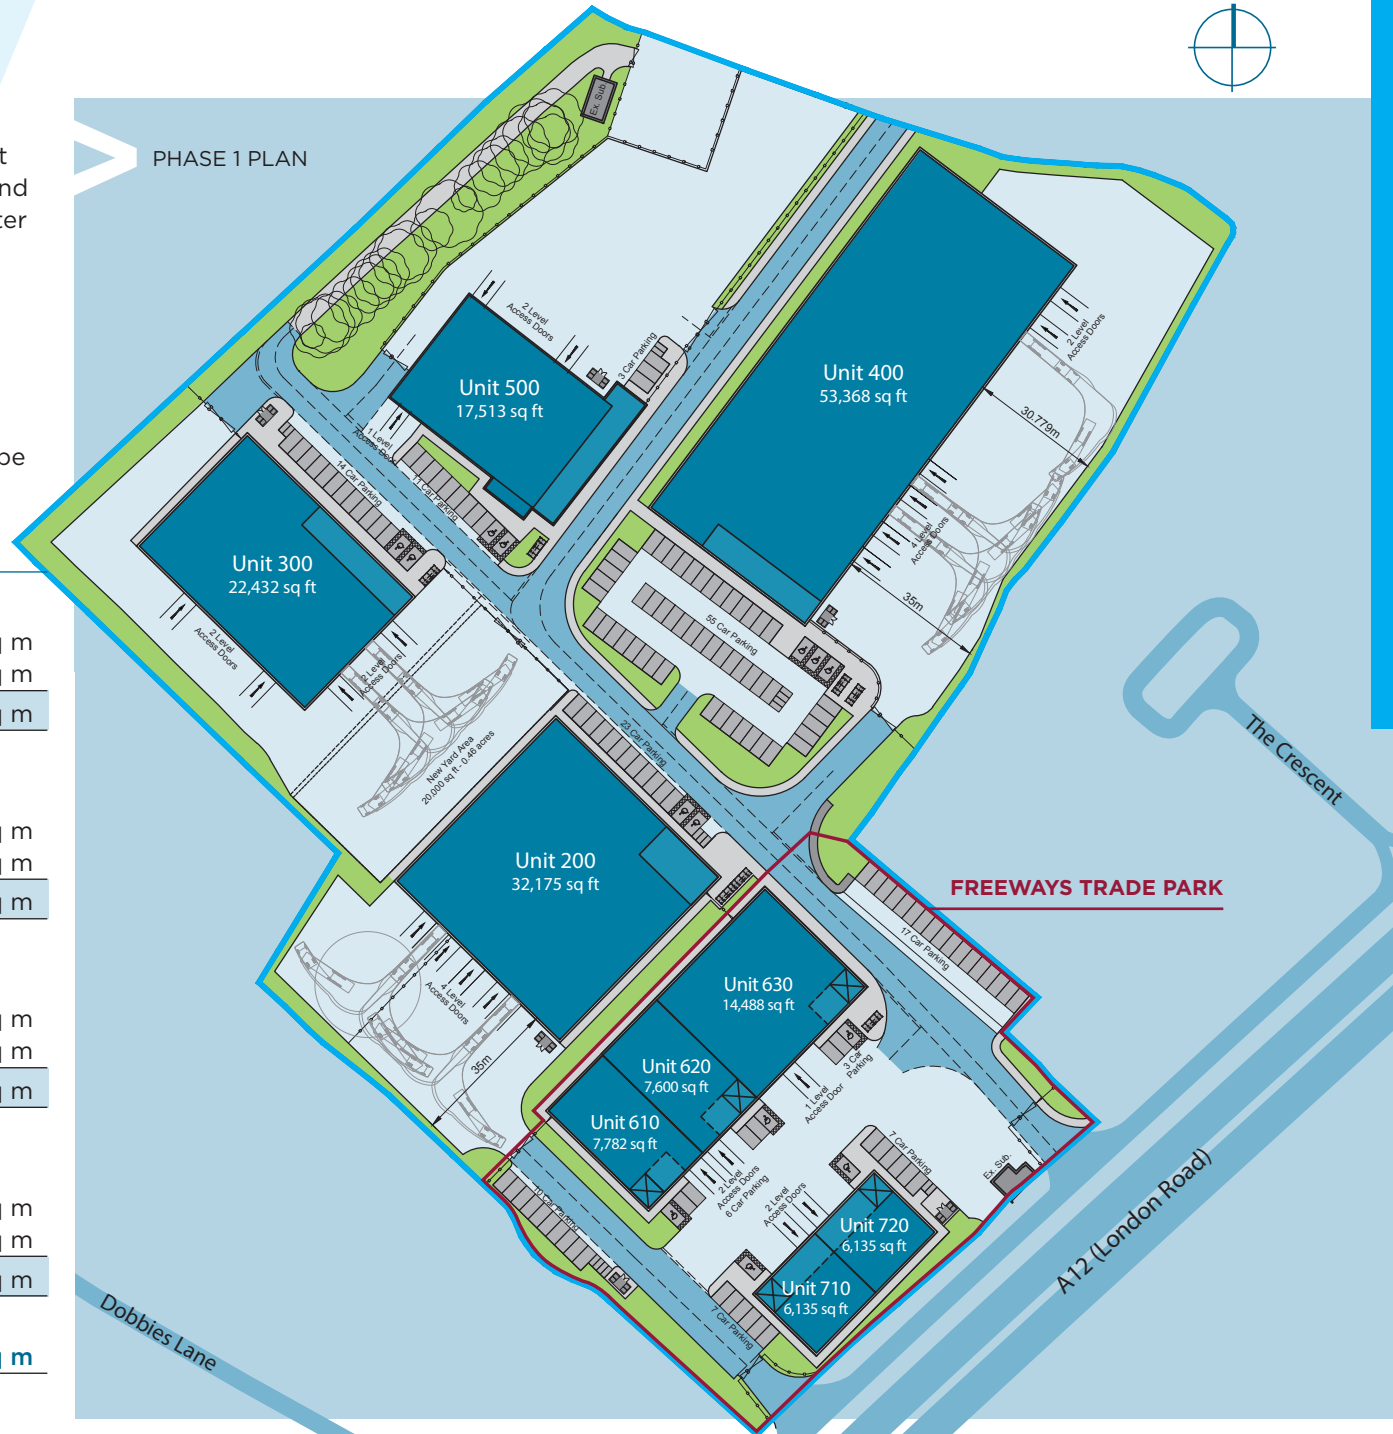 t
nd
ter
be
q m
q m
q m
q m
q m
q m
q m
q m
q m
q m
q m
q m
q m
PHASE 1 PLAN
Ex. Sub
2 Level
Access Doors
3 Car Parking
Unit 500
17,513 sq ft
1 Level
Access Door
11 Car Parking
14 Car Parking
Unit 400
53,368 sq ft
2 Level
Access Doors
30.779m
4 Level
Access Doors
35m
55 Car Parking
Unit 300
22,432 sq ft
2 Level
Access Doors
2 Level
Access Doors
New Yard Area
20,000 sq ft - 0.46 acres
23 Car Parking
Unit 200
32,175 sq ft
4 Level
Access Doors
35m
The Crescent
FREEWAYS TRADE PARK
17 Car Parking
Unit 630
14,488 sq ft
3 Car
Parking
1 Level
Access Door
Unit 620
7,600 sq ft
Unit 610
7,782 sq ft
2 Level
Access Doors
6 Car Parking
2 Level
Access Doors
7 Car Parking
Ex. Sub.
10 Car Parking
Unit 720
6,135 sq ft
Unit 710
6,135 sq ft
7 Car Parking
A12 (London Road)
Dobbies Lane